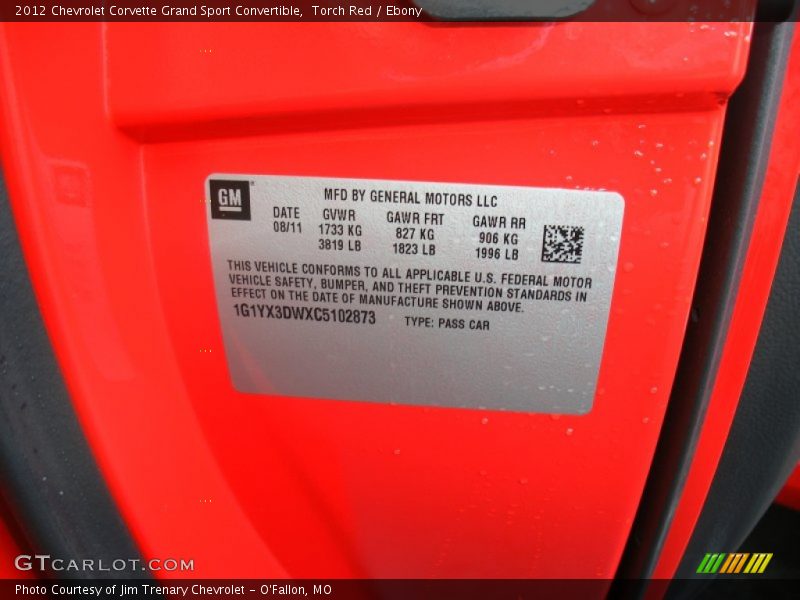 2012 Chevrolet Corvette Grand Sport Convertible,  Torch Red / Ebony
GM
MFD BY GENERAL MOTORS LLC
DATE GVWR GAWR FRT GAWR RR
08/11 1733 KG 827 KG 906 KG
3819 LB 1823 LB 1996 LB
THIS VEHICLE CONFORMS TO ALL APPLICABLE U.S. FEDERAL MOTOR
VEHICLE SAFETY, BUMPER, AND THEFT PREVENTION STANDARDS IN
EFFECT ON THE DATE OF MANUFACTURE SHOWN ABOVE.
1G1YX3DWXC5102873 TYPE: PASS CAR
GTCARLOT.COM
Photo Courtesy of Jim Trenary Chevrolet - O'Fallon, MO